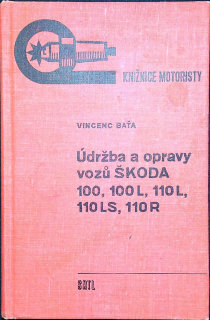 KNIŽNICE MOTORISTY
VINCENC BAŤA
Údržba a opravy
vozů ŠKODA
100, 100 L, 110 L,
110 LS, 110 R
SNTL